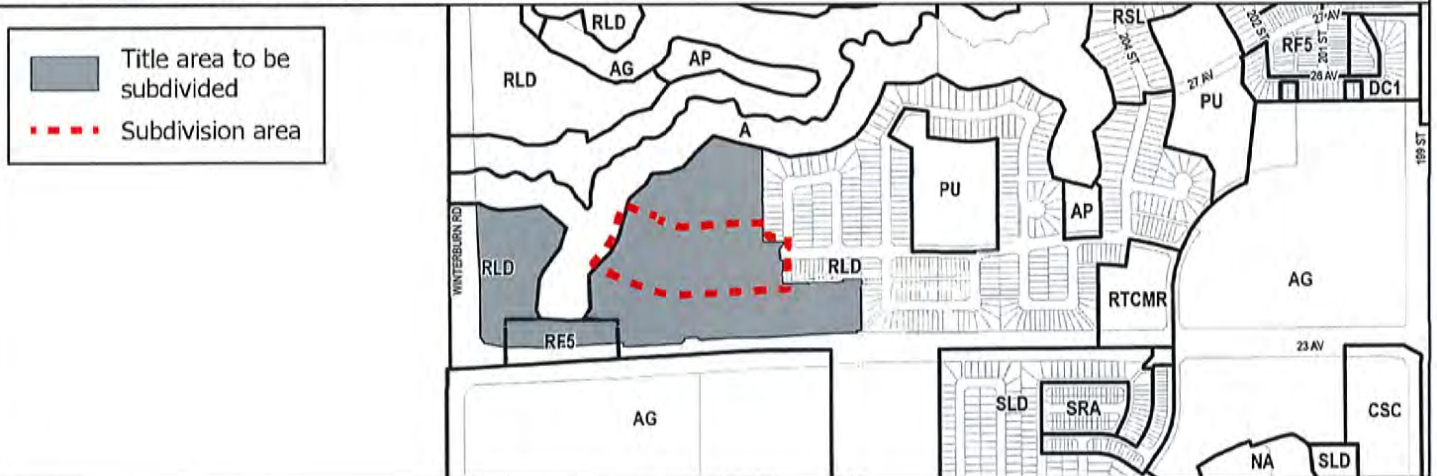 Title area to be
subdivided
Subdivision area
RLD
RSL
27 AV
202 ST
201 ST
RF5
204 ST
AP
AG
RLD
26 AV
27 AV
DC1
PU
A
199 ST
PU
AP
WINTERBURN RD
RLD
RLD
AG
RTCMR
RF5
23 AV
AG
SLD
SRA
CSC
NA
SLD